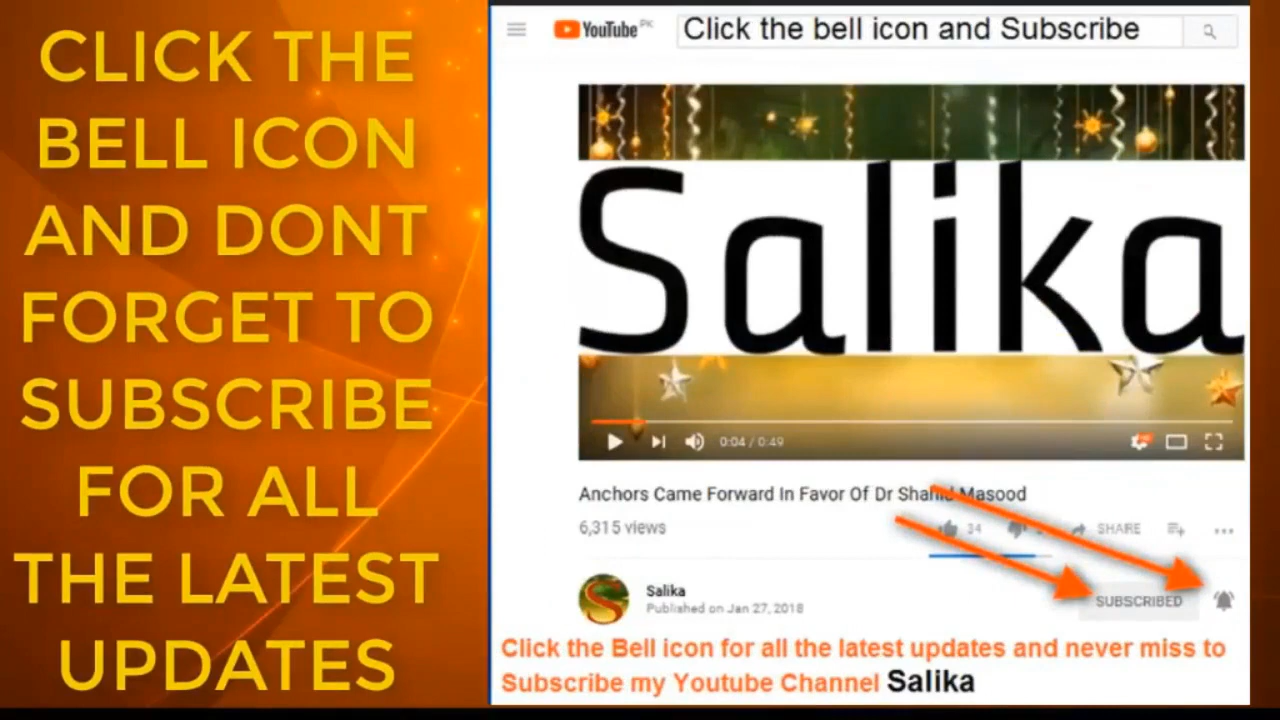 CLICK THE
BELL ICON
AND DONT
FORGET TO
SUBSCRIBE
FOR ALL
THE LATEST
UPDATES
YouTube PK
Click the bell icon and Subscribe
Salika
0:04 / 0:49
Anchors Came Forward In Favor Of Dr Shahid Masood
6,315 views
34
SHARE
Salika
Published on Jan 27, 2018
SUBSCRIBED
Click the Bell icon for all the latest updates and never miss to
Subscribe my Youtube Channel Salika